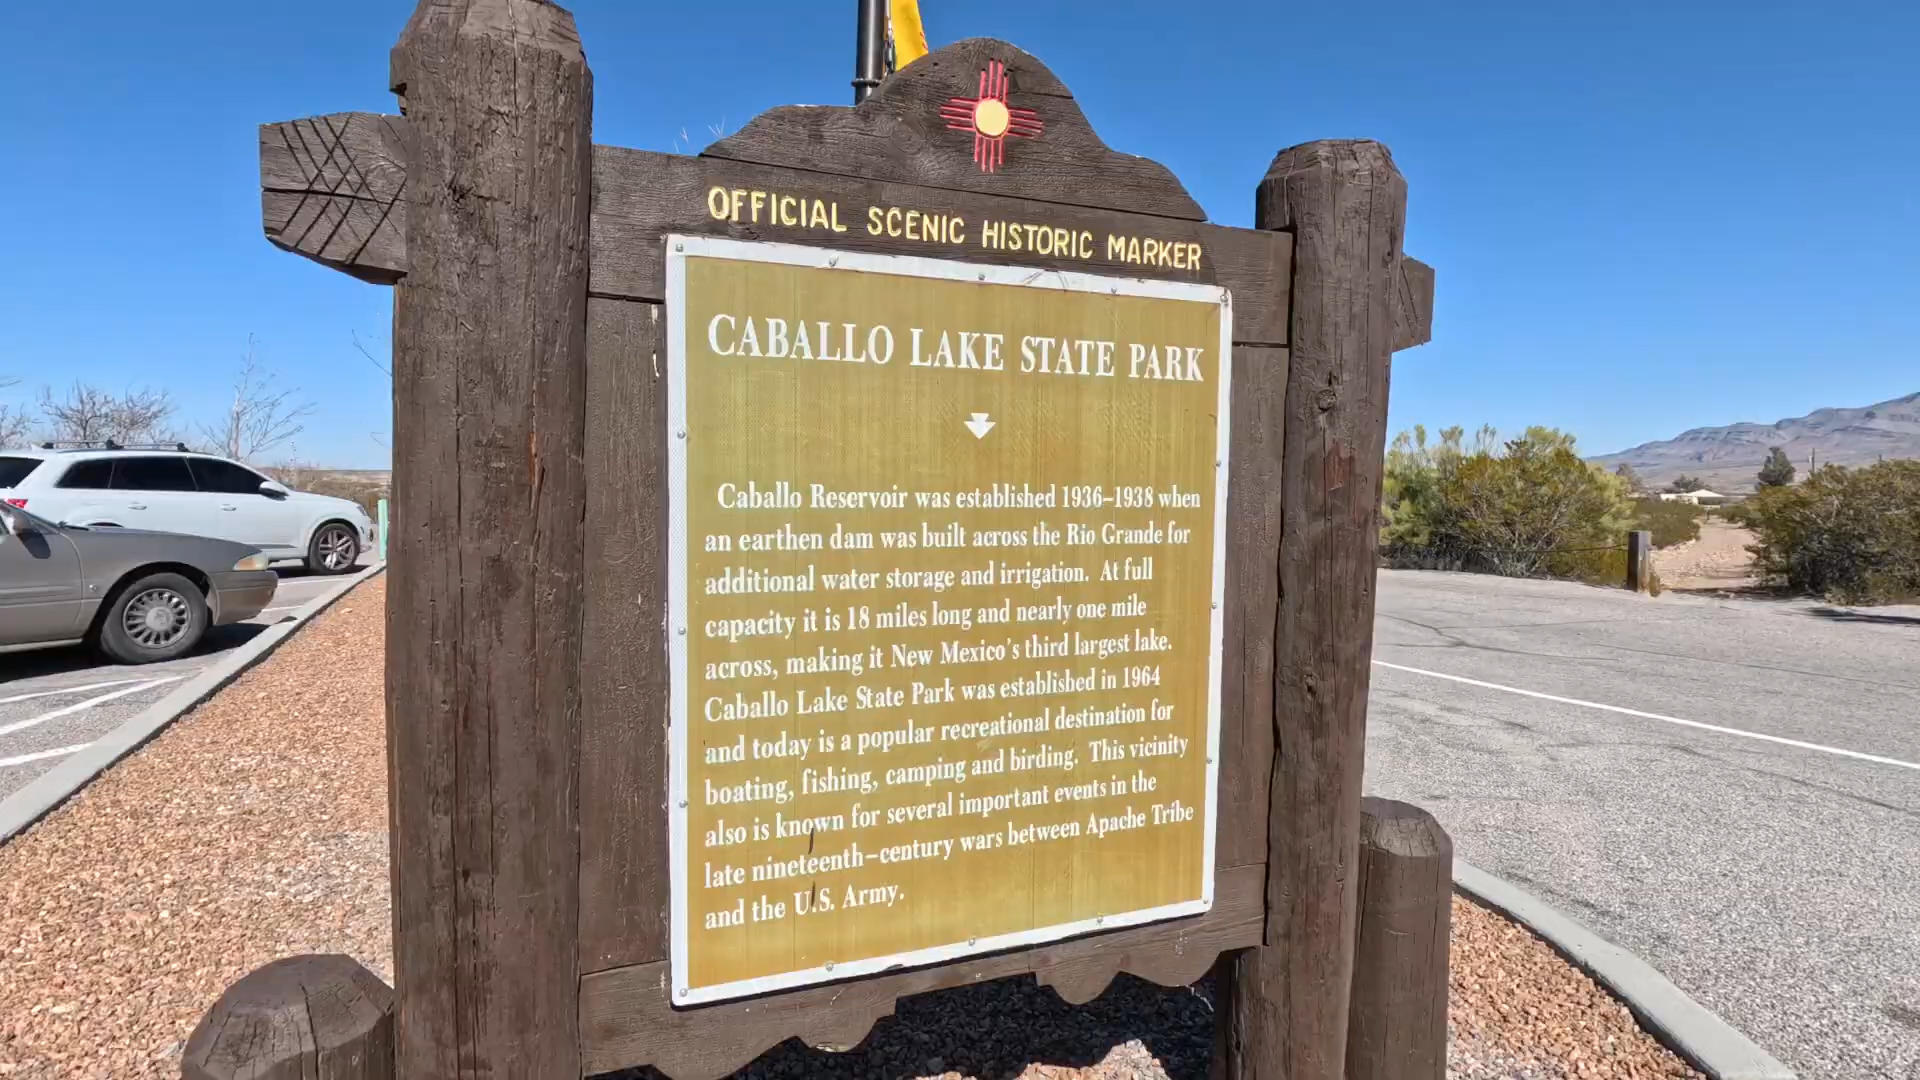 OFFICIAL SCENIC HISTORIC MARKER
CABALLO LAKE STATE PARK
Caballo Reservoir was established 1936–1938 when
an earthen dam was built across the Rio Grande for
additional water storage and irrigation. At full
capacity it is 18 miles long and nearly one mile
across, making it New Mexico's third largest lake.
Caballo Lake State Park was established in 1964
and today is a popular recreational destination for
boating, fishing, camping and birding. This vicinity
also is known for several important events in the
late nineteenth–century wars between Apache Tribe
and the U.S. Army.